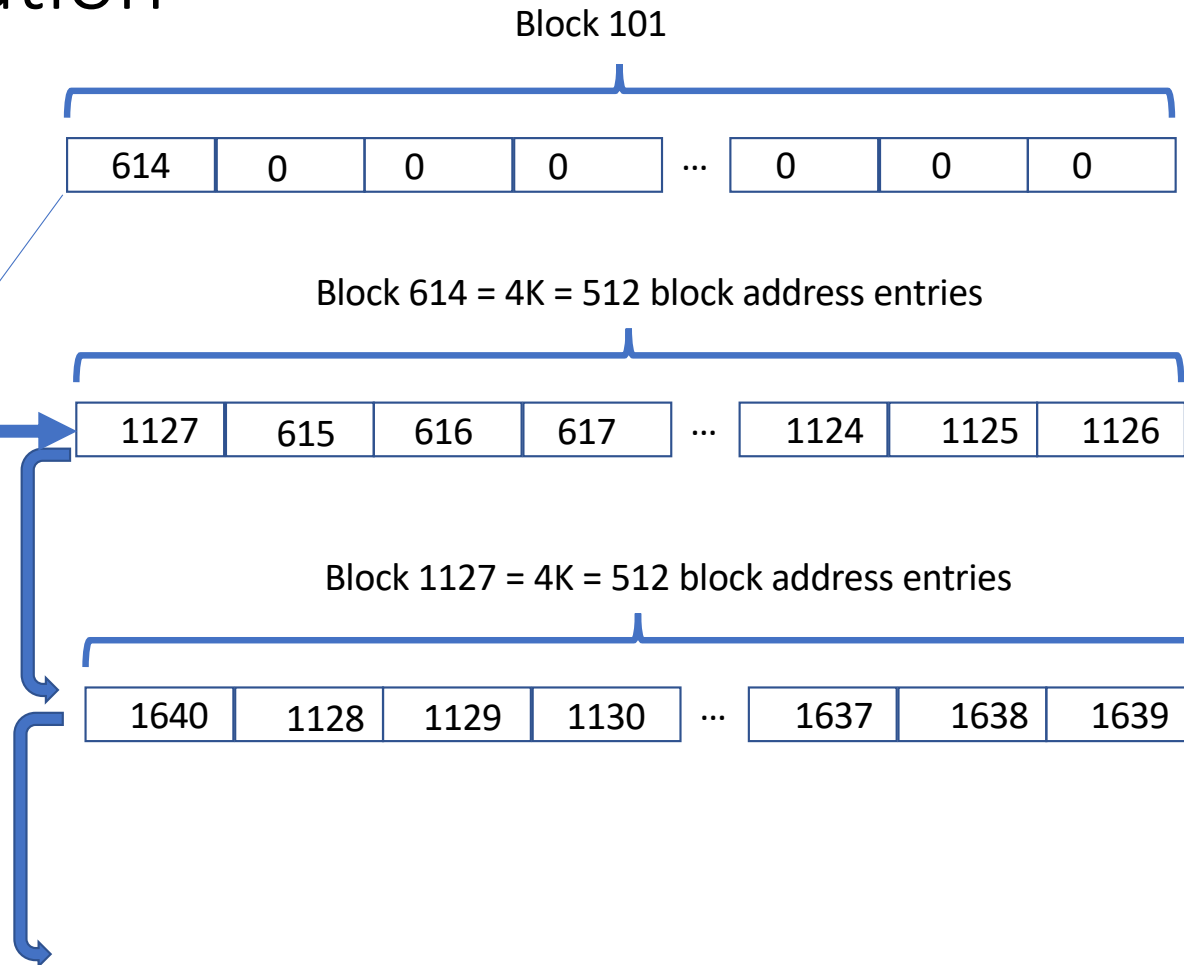 Block 101
614 0 0 0 ... 0 0 0
Block 614 = 4K = 512 block address entries
1127 615 616 617 ... 1124 1125 1126
Block 1127 = 4K = 512 block address entries
1640 1128 1129 1130 ... 1637 1638 1639